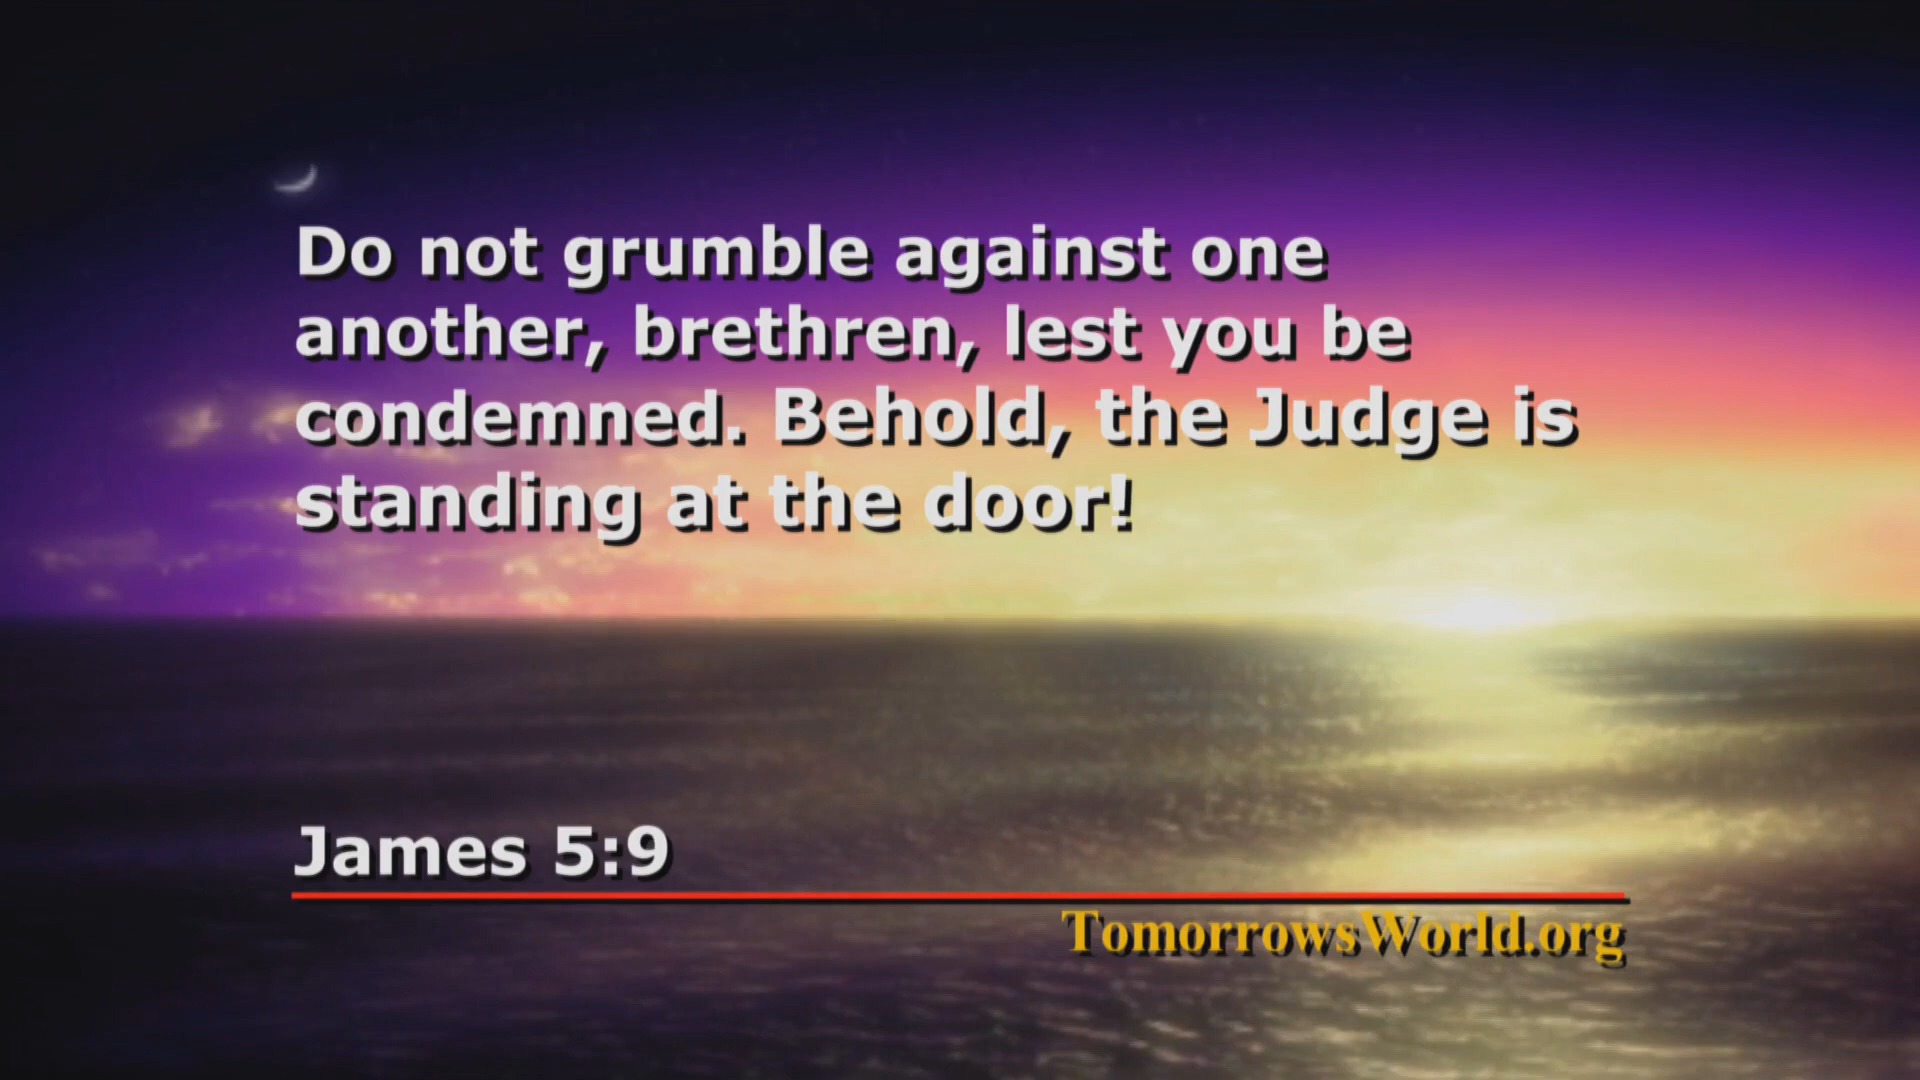 Do not grumble against one
another, brethren, lest you be
condemned. Behold, the Judge is
standing at the door!
James 5:9
TomorrowsWorld.org